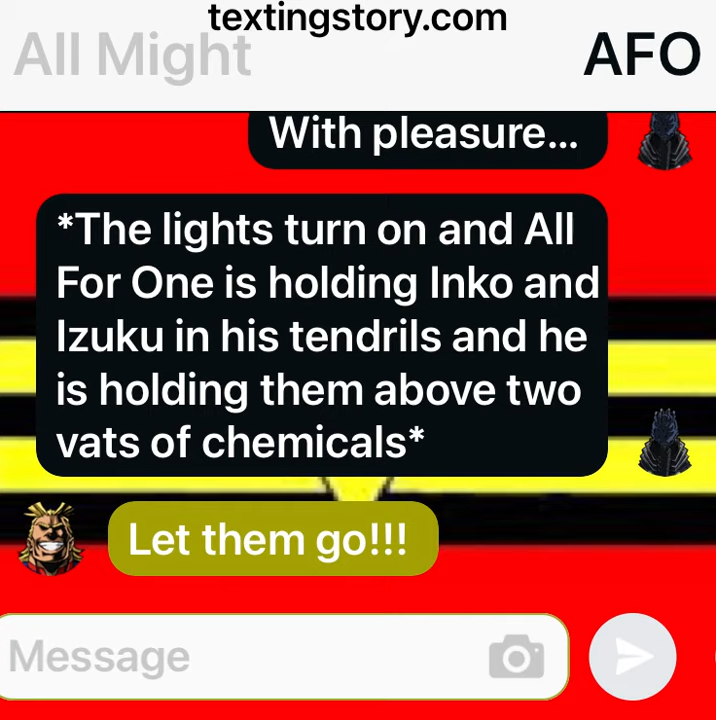 textingstory.com
All Might
AFO
With pleasure...
*The lights turn on and All
For One is holding Inko and
Izuku in his tendrils and he
is holding them above two
vats of chemicals*
Let them go!!!
Message